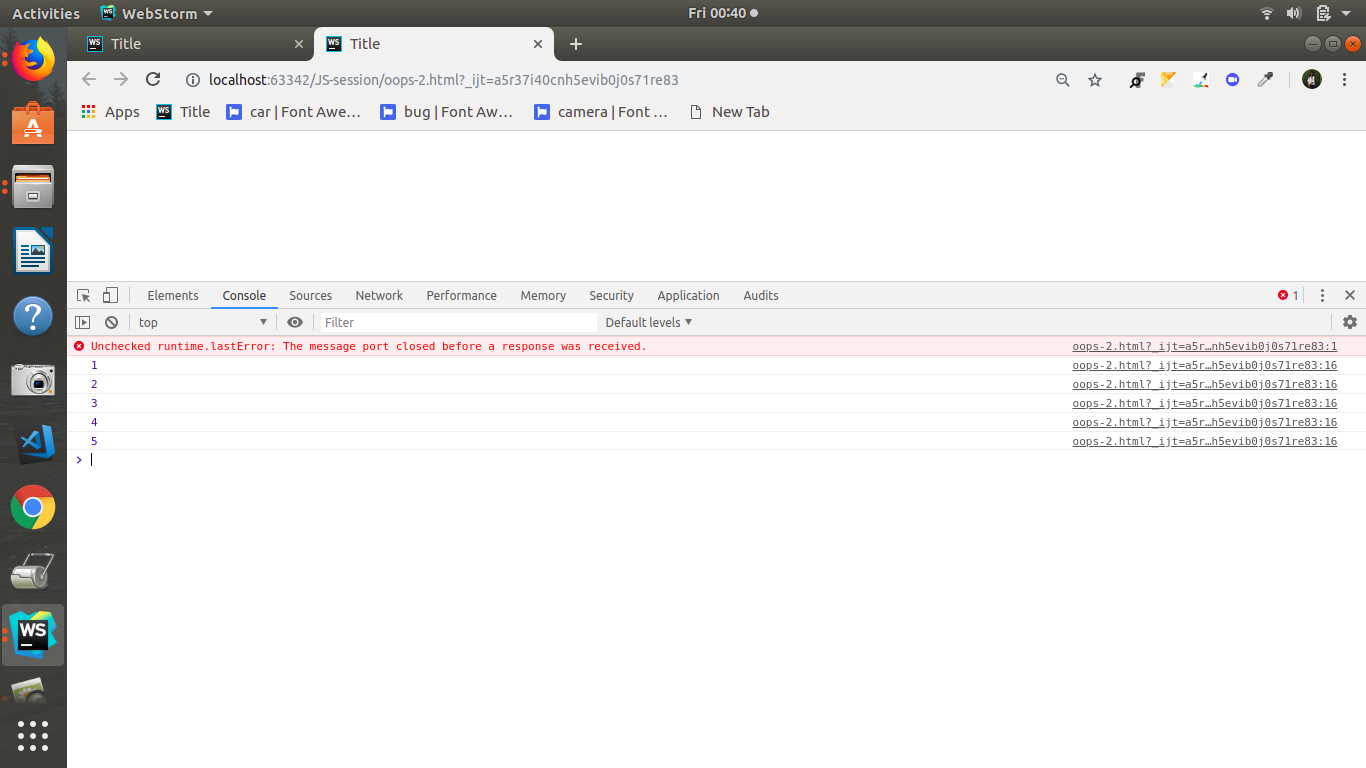 Activities WebStorm Fri 00:40
WS Title WS Title
localhost:63342/JS-session/oops-2.html?_ijt=a5r37i40cnh5evib0j0s71re83
Apps WS Title car | Font Awe… bug | Font Aw… camera | Font … New Tab
Elements Console Sources Network Performance Memory Security Application Audits 1
top Filter Default levels
Unchecked runtime.lastError: The message port closed before a response was received. oops-2.html?_ijt=a5r…nh5evib0j0s71re83:1
1 oops-2.html?_ijt=a5r…h5evib0j0s71re83:16
2 oops-2.html?_ijt=a5r…h5evib0j0s71re83:16
3 oops-2.html?_ijt=a5r…h5evib0j0s71re83:16
4 oops-2.html?_ijt=a5r…h5evib0j0s71re83:16
5 oops-2.html?_ijt=a5r…h5evib0j0s71re83:16
WS